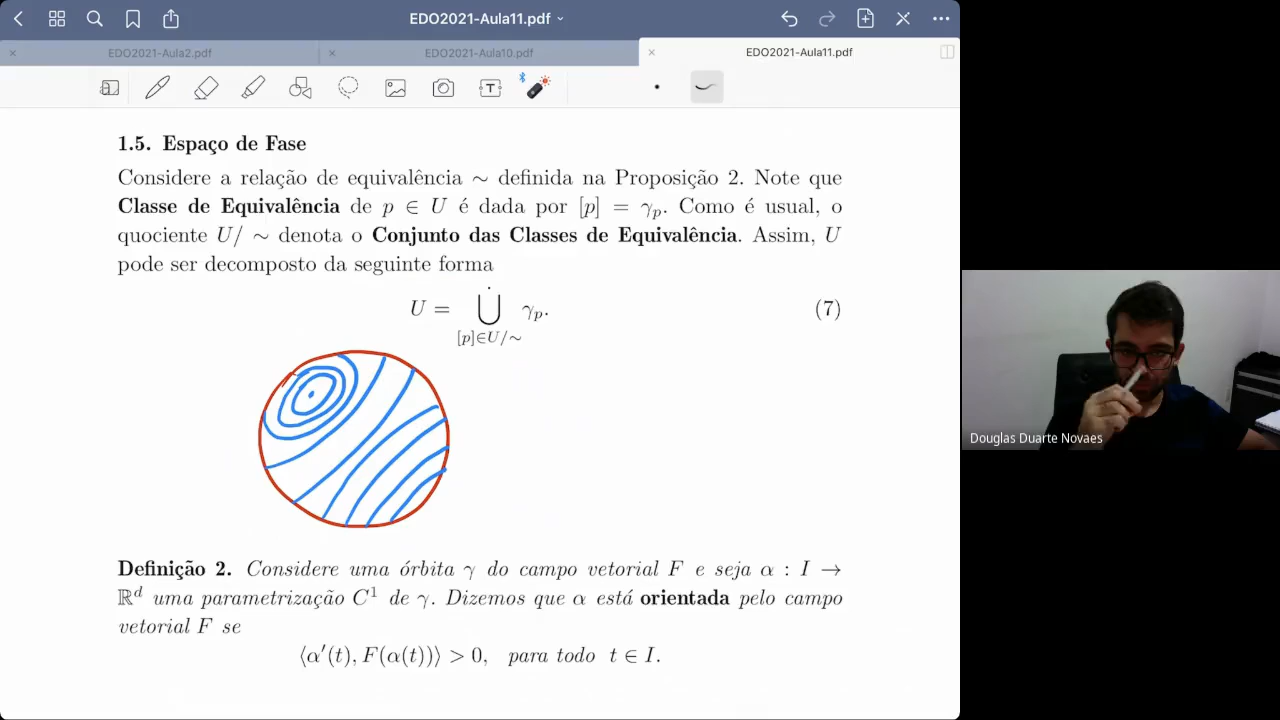 EDO2021-Aula11.pdf
EDO2021-Aula2.pdf
EDO2021-Aula10.pdf
EDO2021-Aula11.pdf
T
1.5. Espaço de Fase
Considere a relação de equivalência ∼ definida na Proposição 2. Note que
Classe de Equivalência de p ∈ U é dada por [p] = γₚ. Como é usual, o
quociente U/ ∼ denota o Conjunto das Classes de Equivalência. Assim, U
pode ser decomposto da seguinte forma
U = ⋃̇ γₚ. (7)
[p]∈U/∼
Definição 2. Considere uma órbita γ do campo vetorial F e seja α : I →
ℝᵈ uma parametrização C¹ de γ. Dizemos que α está orientada pelo campo
vetorial F se
⟨α′(t), F(α(t))⟩ > 0, para todo t ∈ I.
Douglas Duarte Novaes